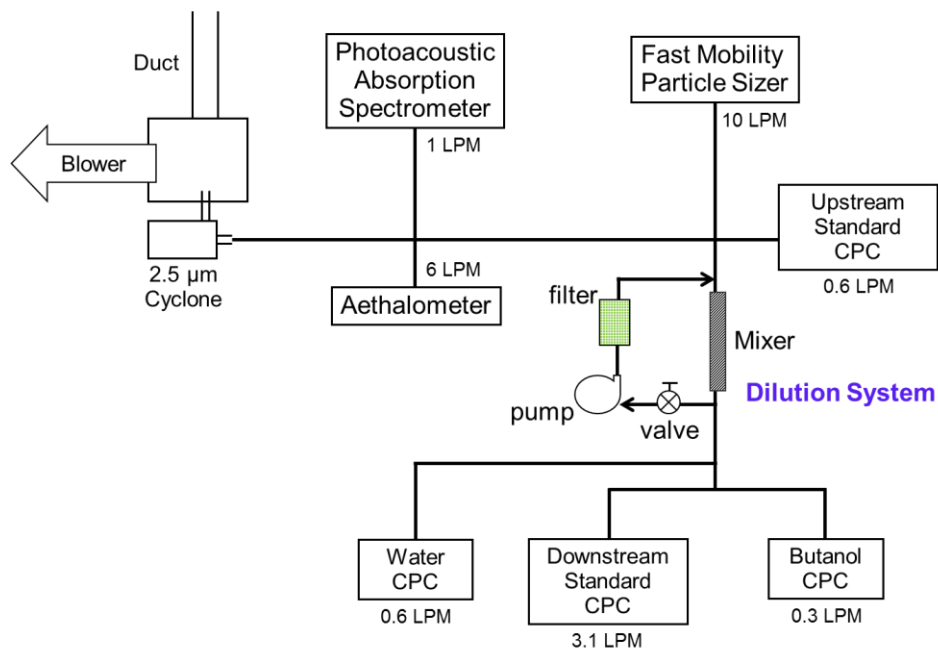 Duct
Blower
2.5 µm
Cyclone
Photoacoustic
Absorption
Spectrometer
1 LPM
6 LPM
Aethalometer
Fast Mobility
Particle Sizer
10 LPM
Upstream
Standard
CPC
0.6 LPM
filter
Mixer
Dilution System
pump
valve
Water
CPC
0.6 LPM
Downstream
Standard
CPC
3.1 LPM
Butanol
CPC
0.3 LPM